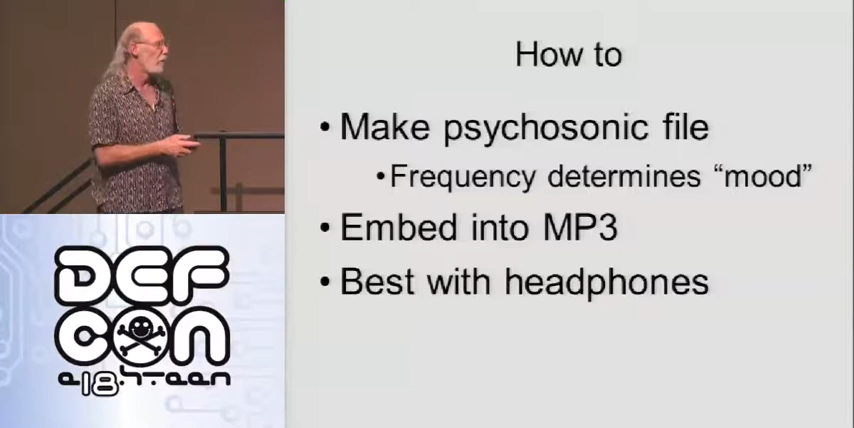 How to
• Make psychosonic file
• Frequency determines “mood”
• Embed into MP3
• Best with headphones
DEF
CON
e18hteen